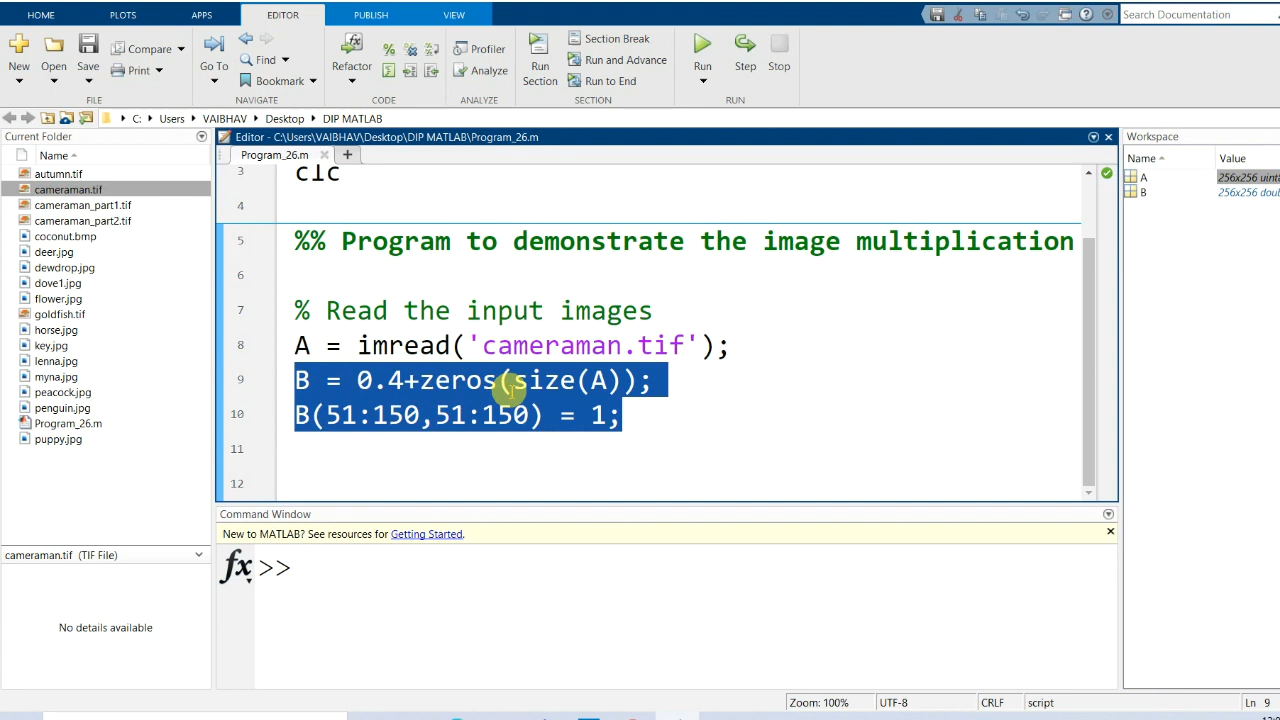 HOME PLOTS APPS EDITOR PUBLISH VIEW Search Documentation
New Open Save Compare Print Go To Find Bookmark Refactor Profiler Analyze Run Section Section Break Run and Advance Run to End Run Step Stop
FILE NAVIGATE CODE ANALYZE SECTION RUN
C: Users VAIBHAV Desktop DIP MATLAB
Current Folder
Name
autumn.tif
cameraman.tif
cameraman_part1.tif
cameraman_part2.tif
coconut.bmp
deer.jpg
dewdrop.jpg
dove1.jpg
flower.jpg
goldfish.tif
horse.jpg
key.jpg
lenna.jpg
myna.jpg
peacock.jpg
penguin.jpg
Program_26.m
puppy.jpg
cameraman.tif (TIF File)
No details available
Editor - C:\Users\VAIBHAV\Desktop\DIP MATLAB\Program_26.m
Program_26.m
3 clc
4
5 %% Program to demonstrate the image multiplication
6
7 % Read the input images
8 A = imread('cameraman.tif');
9 B = 0.4+zeros(size(A));
10 B(51:150,51:150) = 1;
11
12
Command Window
New to MATLAB? See resources for Getting Started.
fx >>
Workspace
Name Value
A 256x256 uint
B 256x256 doub
Zoom: 100% UTF-8 CRLF script Ln 9